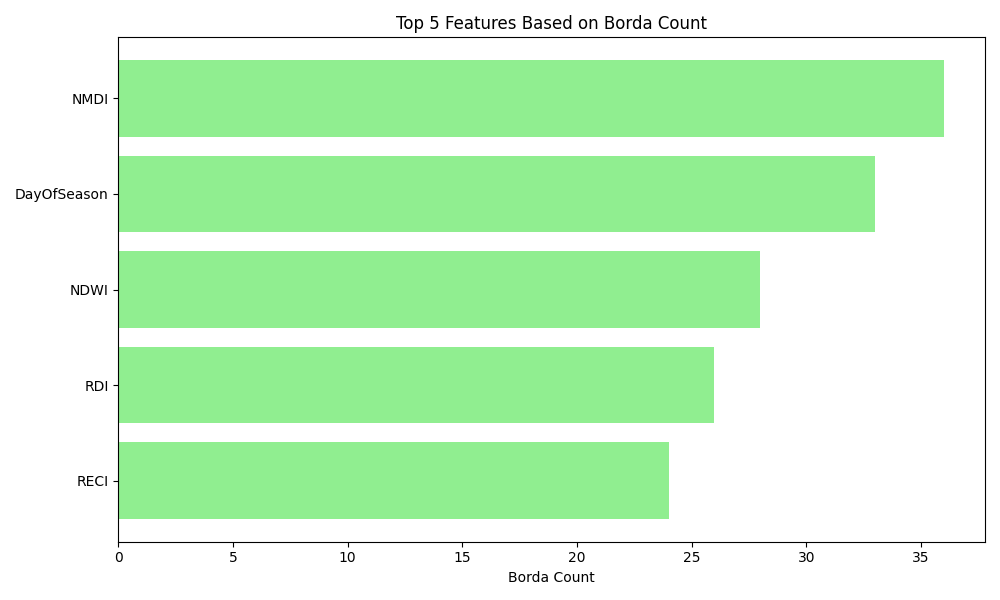 Top 5 Features Based on Borda Count
NMDI
DayOfSeason
NDWI
RDI
RECI
0 5 10 15 20 25 30 35
Borda Count